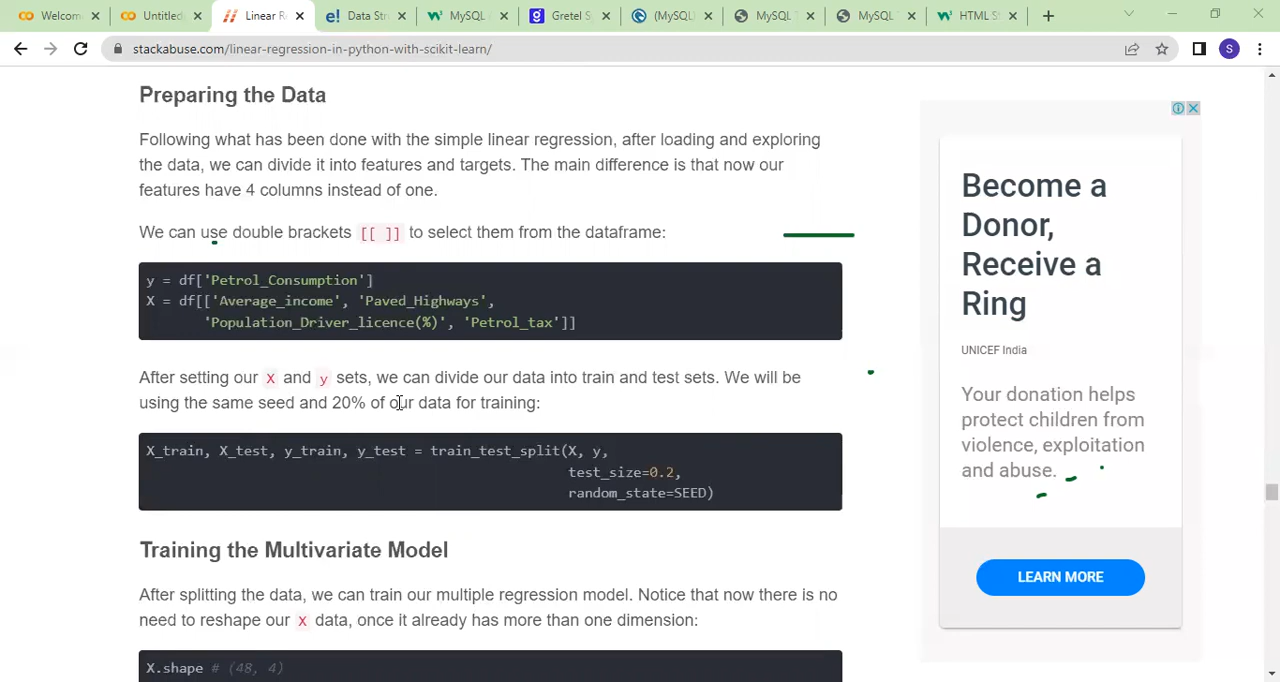 Welcom
Untitled
Linear R
Data Str
MySQL
Gretel S
(MySQL
MySQL
MySQL
HTML S
stackabuse.com/linear-regression-in-python-with-scikit-learn/
S
Preparing the Data
Following what has been done with the simple linear regression, after loading and exploring
the data, we can divide it into features and targets. The main difference is that now our
features have 4 columns instead of one.
We can use double brackets [[ ]] to select them from the dataframe:
y = df['Petrol_Consumption']
X = df[['Average_income', 'Paved_Highways',
'Population_Driver_licence(%)', 'Petrol_tax']]
After setting our X and y sets, we can divide our data into train and test sets. We will be
using the same seed and 20% of our data for training:
X_train, X_test, y_train, y_test = train_test_split(X, y,
test_size=0.2,
random_state=SEED)
Training the Multivariate Model
After splitting the data, we can train our multiple regression model. Notice that now there is no
need to reshape our X data, once it already has more than one dimension:
X.shape # (48, 4)
Become a
Donor,
Receive a
Ring
UNICEF India
Your donation helps
protect children from
violence, exploitation
and abuse.
LEARN MORE